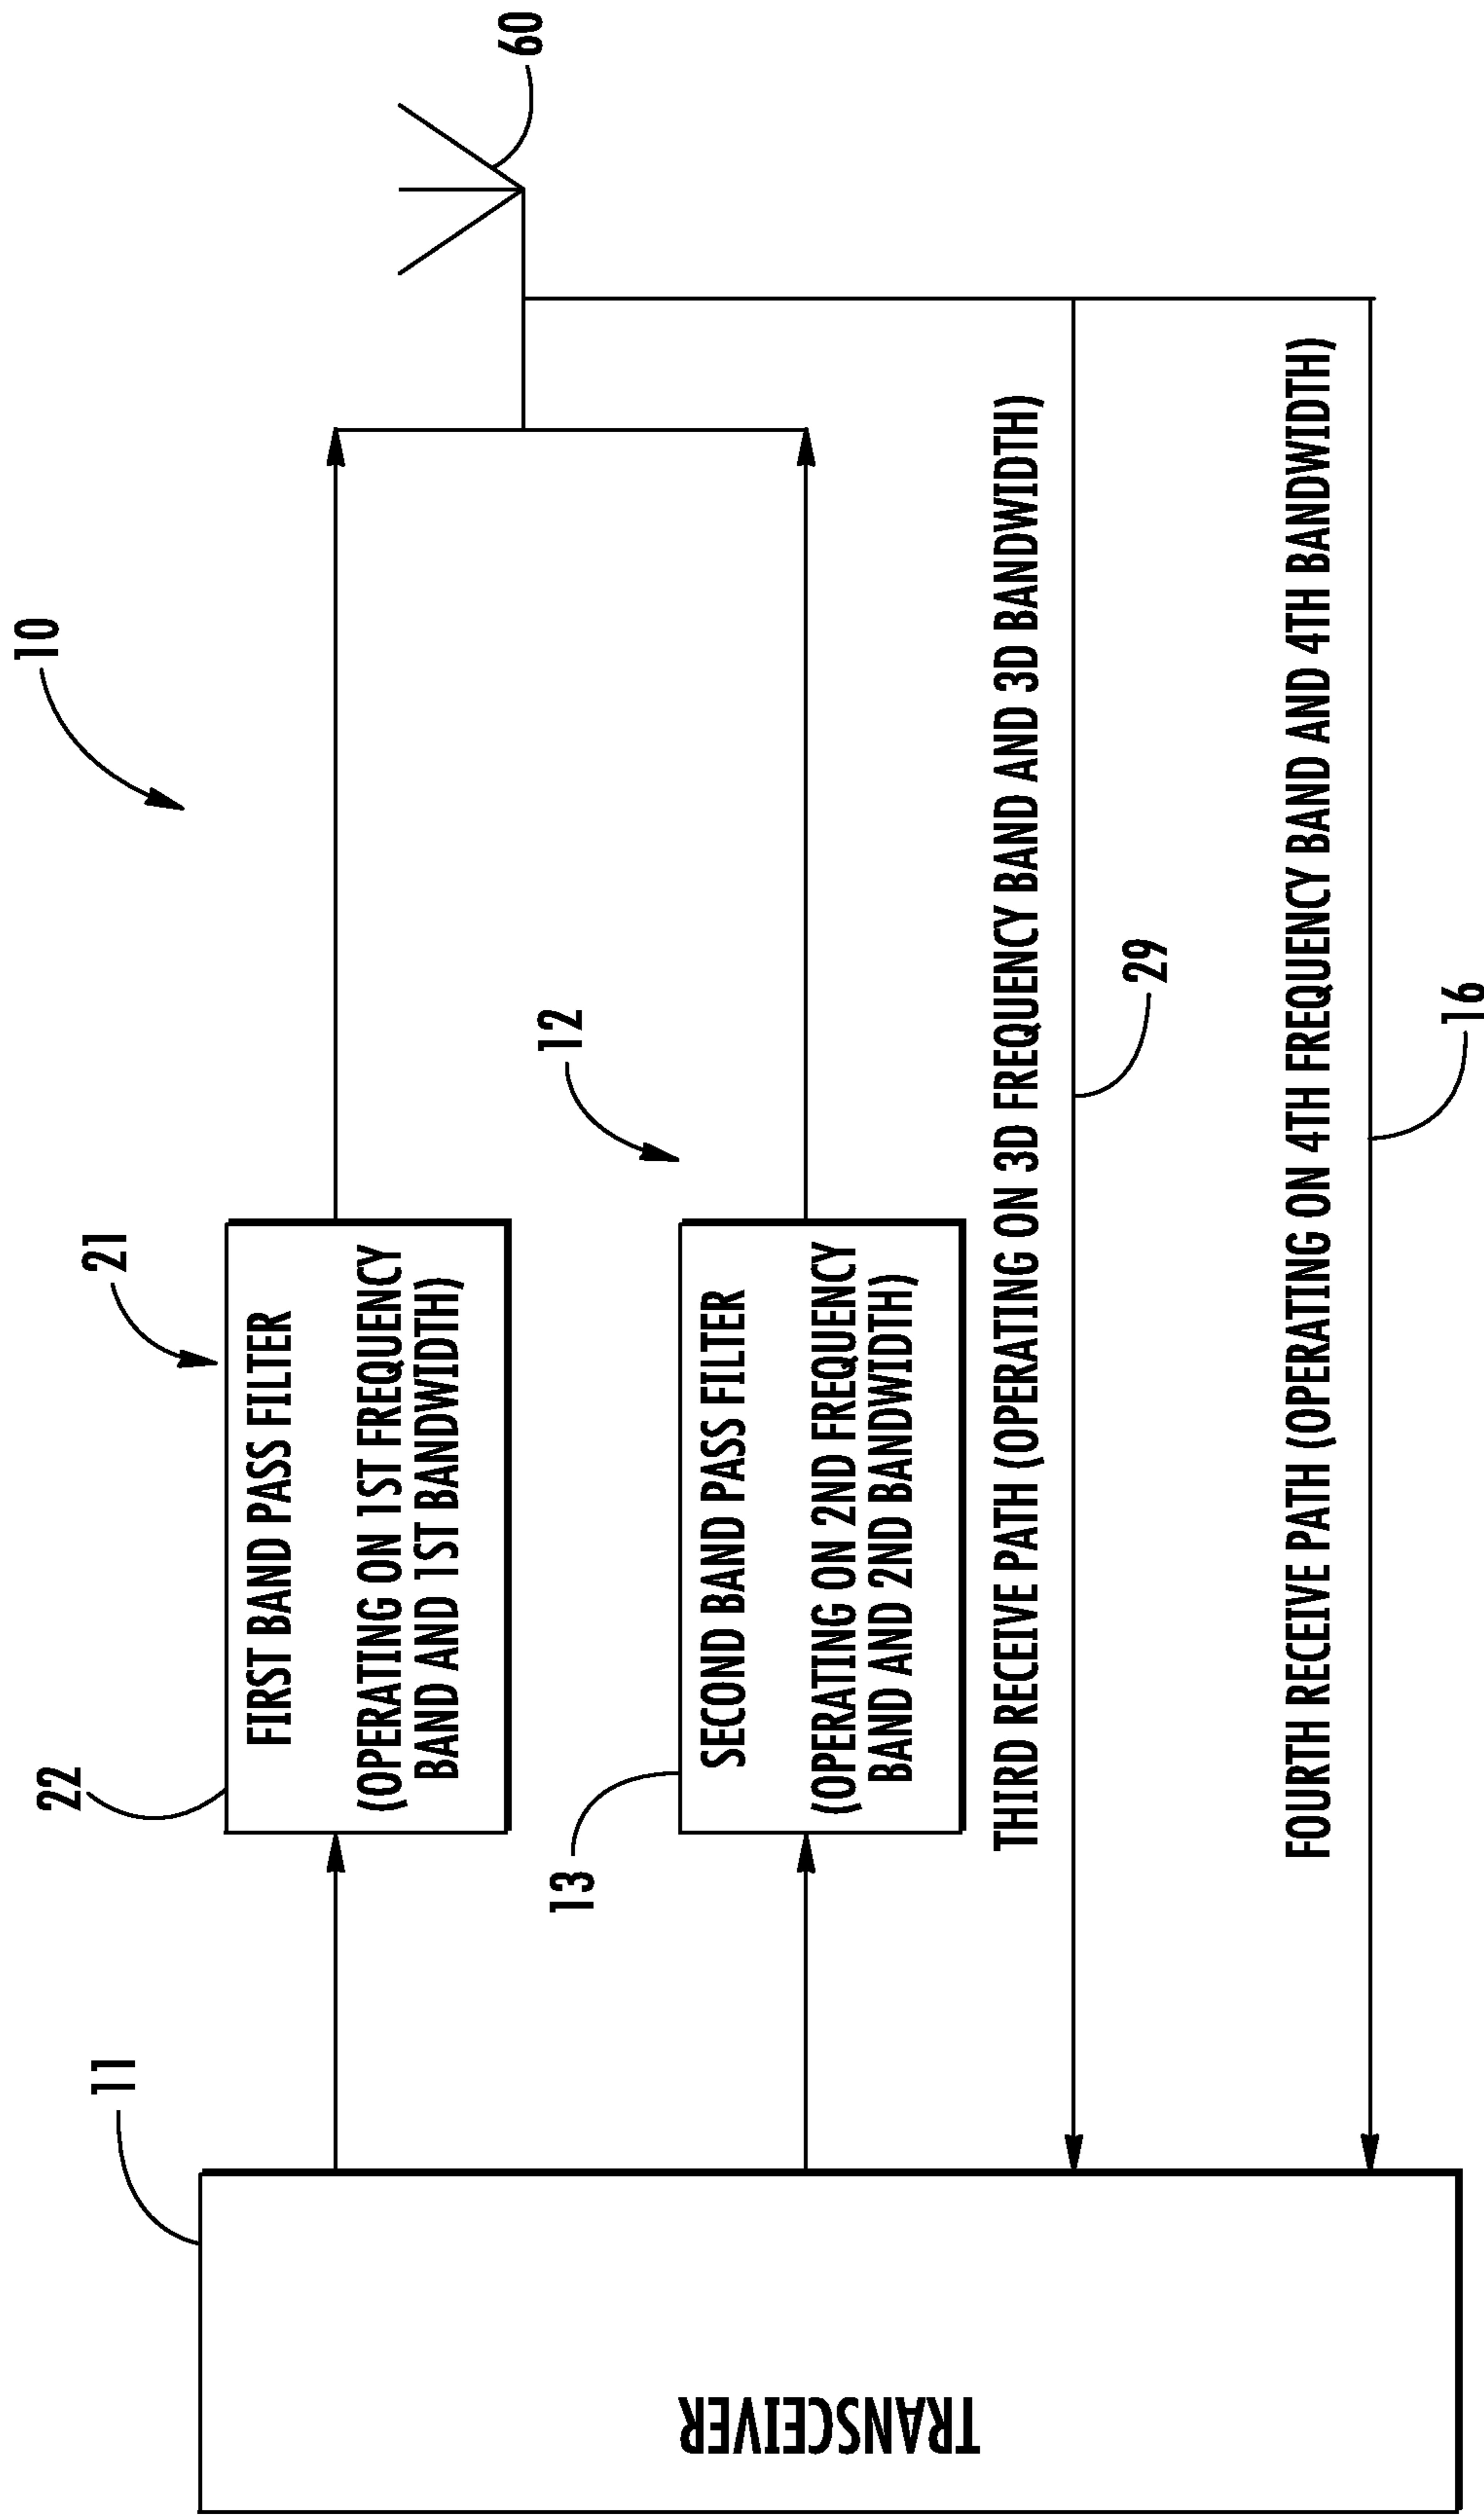 10
60
11
22
21
FIRST BAND PASS FILTER
(OPERATING ON 1ST FREQUENCY
BAND AND 1ST BANDWIDTH)
12
13
SECOND BAND PASS FILTER
(OPERATING ON 2ND FREQUENCY
BAND AND 2ND BANDWIDTH)
TRANSCEIVER
THIRD RECEIVE PATH (OPERATING ON 3D FREQUENCY BAND AND 3D BANDWIDTH)
29
FOURTH RECEIVE PATH (OPERATING ON 4TH FREQUENCY BAND AND 4TH BANDWIDTH)
16